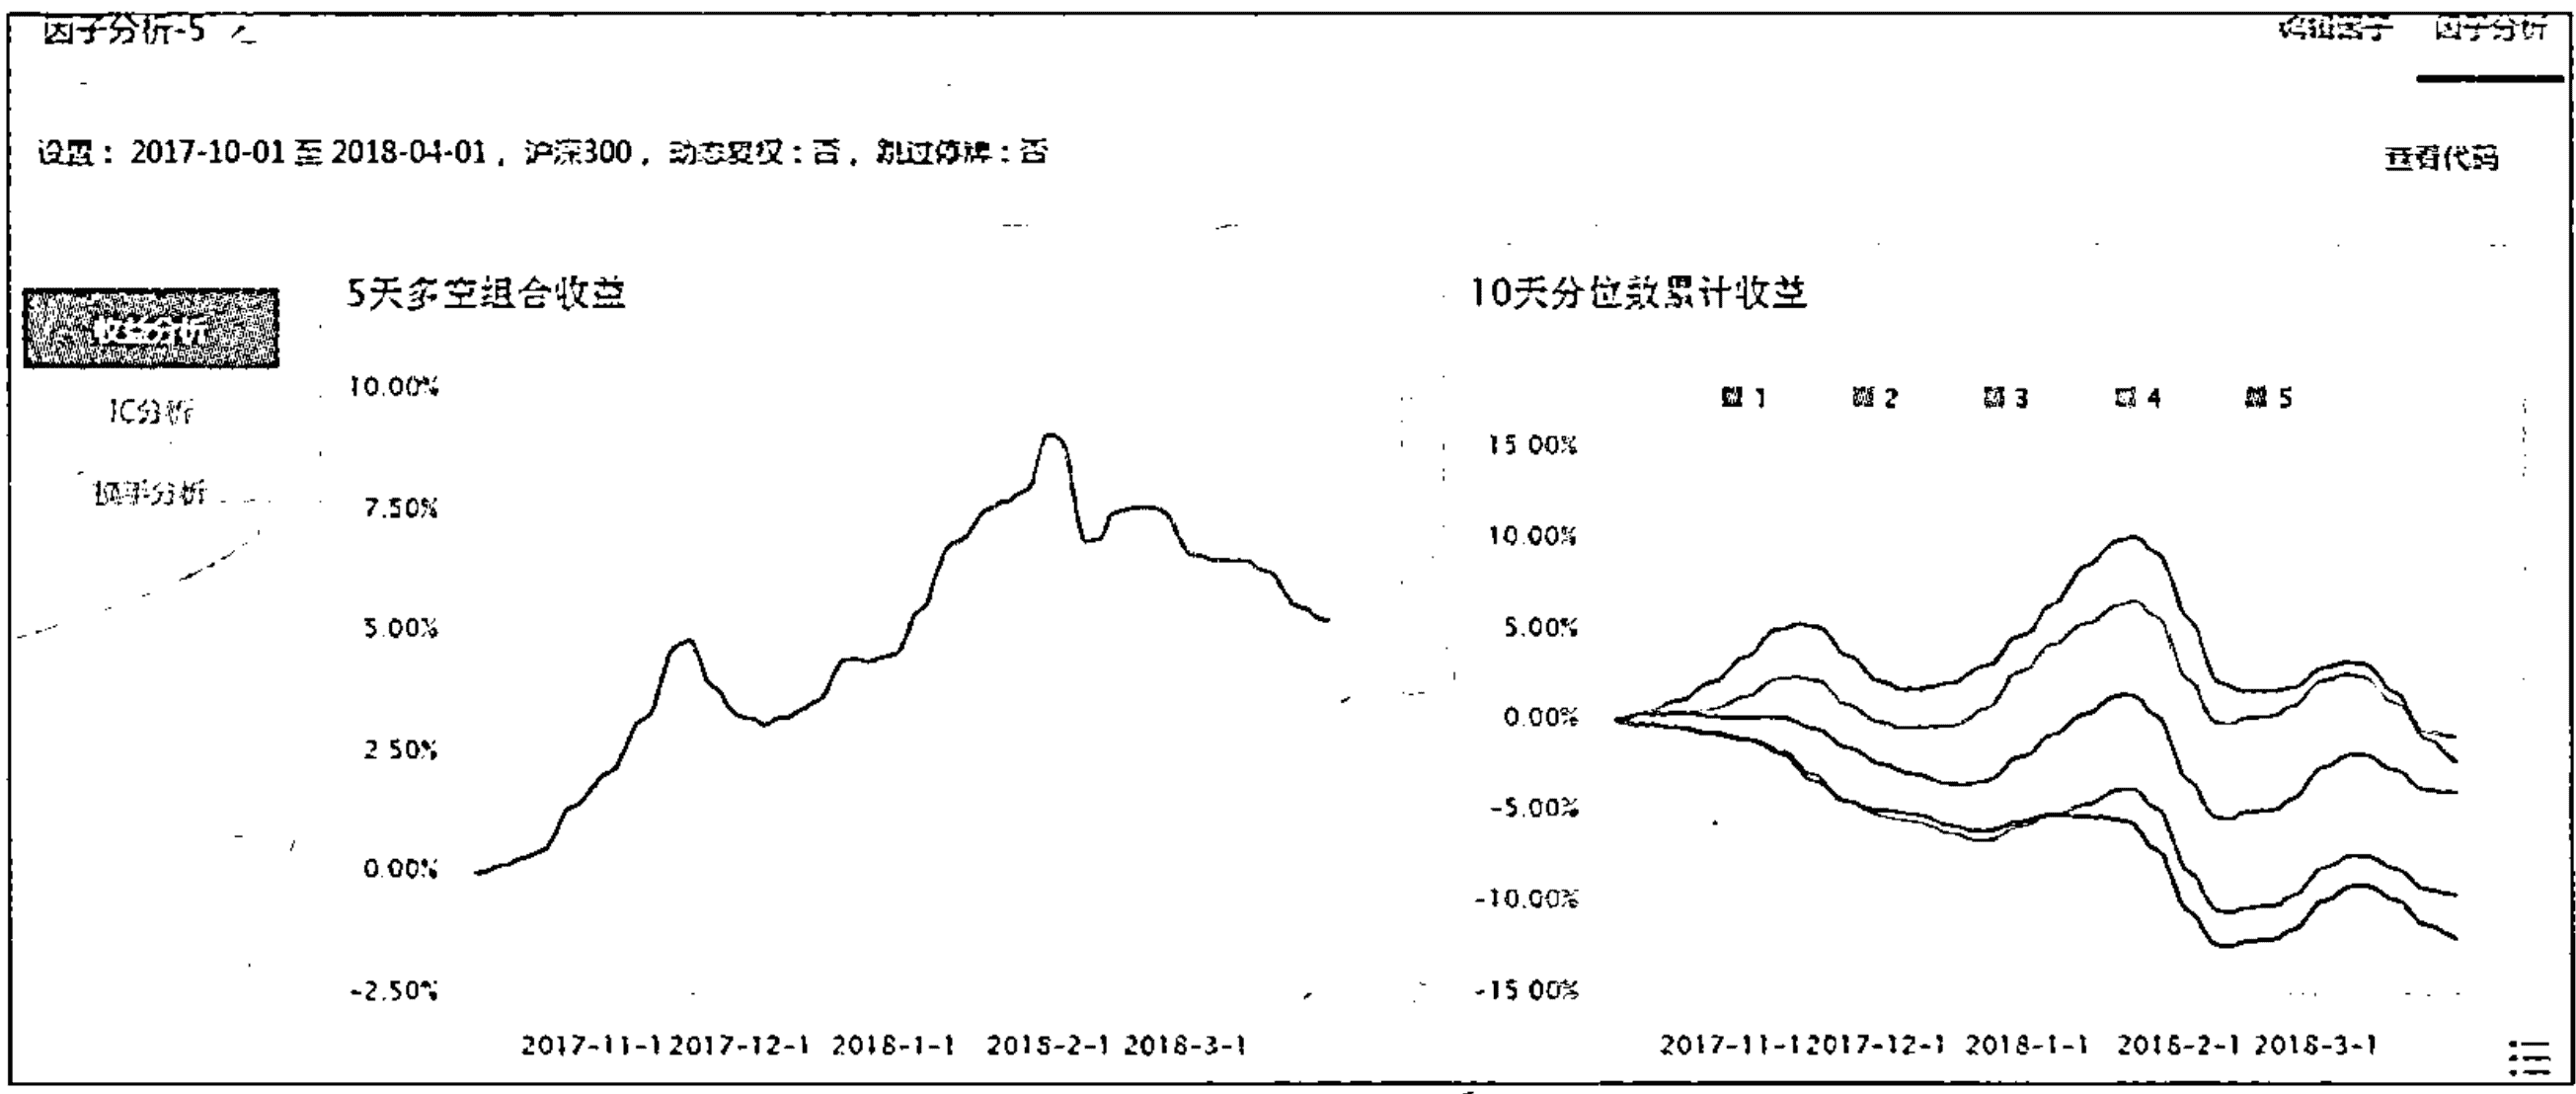 因子分析-5
编辑因子 因子分析
设置：2017-10-01 至 2018-04-01，沪深300，动态复权：否，跳过停牌：否
查看代码
收益分析
IC分析
换手分析
5天多空组合收益
10.00%
7.50%
5.00%
2.50%
0.00%
-2.50%
2017-11-1 2017-12-1 2018-1-1 2018-2-1 2018-3-1
10天分位数累计收益
1 2 3 4 5
15.00%
10.00%
5.00%
0.00%
-5.00%
-10.00%
-15.00%
2017-11-1 2017-12-1 2018-1-1 2018-2-1 2018-3-1